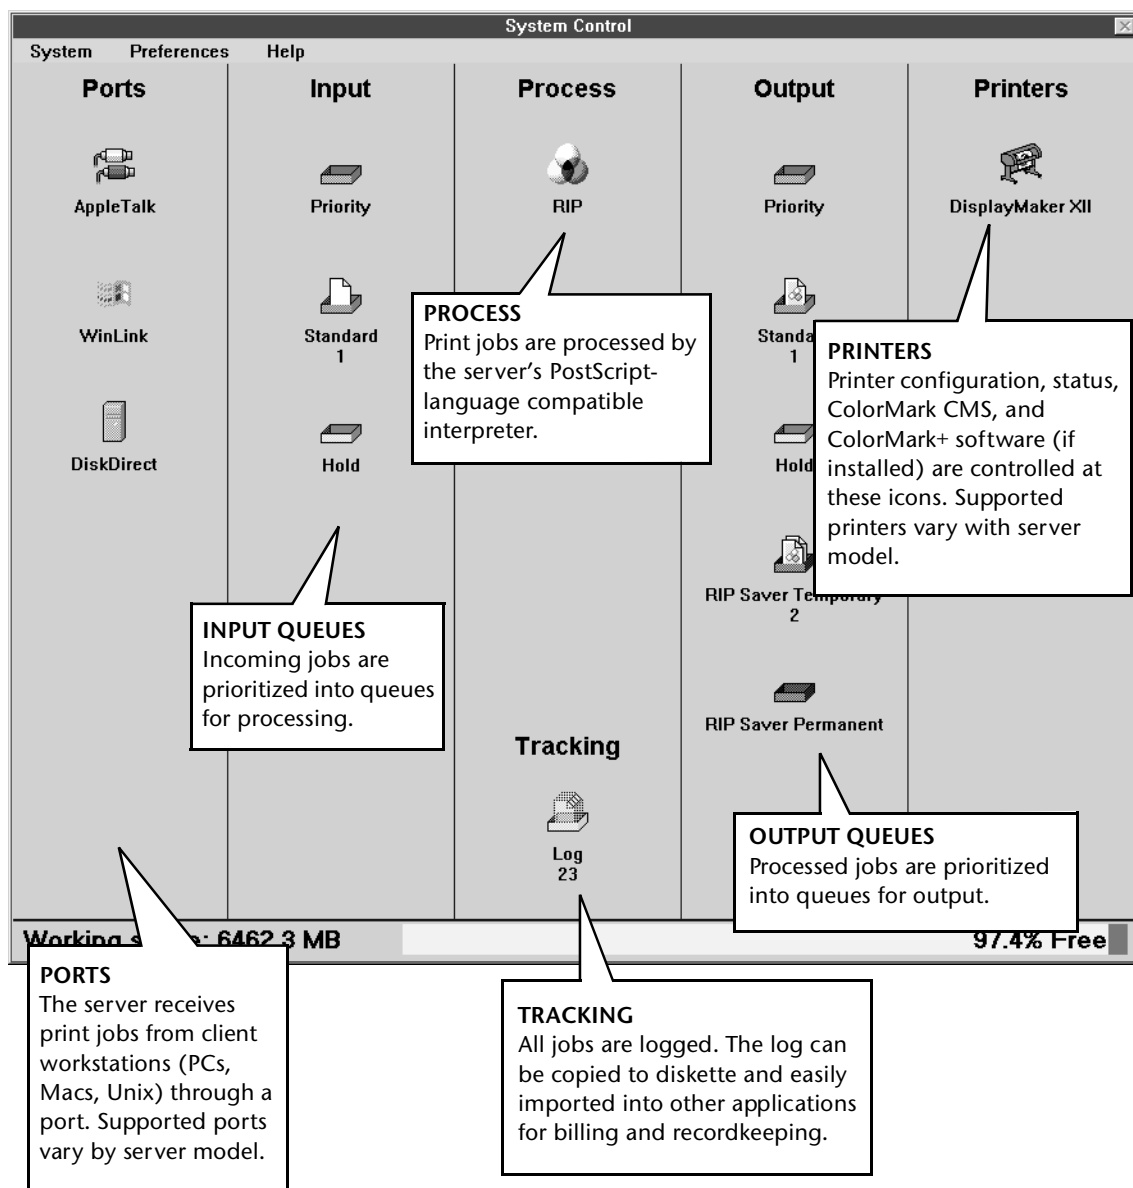 System Control
System Preferences Help
Ports
AppleTalk
WinLink
DiskDirect
Input
Priority
Standard
1
Hold
INPUT QUEUES
Incoming jobs are
prioritized into queues
for processing.
Process
RIP
PROCESS
Print jobs are processed by
the server's PostScript-
language compatible
interpreter.
Tracking
Log
23
Output
Priority
Standa
1
Hold
RIP Saver Temporary
2
RIP Saver Permanent
OUTPUT QUEUES
Processed jobs are prioritized
into queues for output.
Printers
DisplayMaker XII
PRINTERS
Printer configuration, status,
ColorMark CMS, and
ColorMark+ software (if
installed) are controlled at
these icons. Supported
printers vary with server
model.
Working 6462.3 MB 97.4% Free
PORTS
The server receives
print jobs from client
workstations (PCs,
Macs, Unix) through a
port. Supported ports
vary by server model.
TRACKING
All jobs are logged. The log can
be copied to diskette and easily
imported into other applications
for billing and recordkeeping.